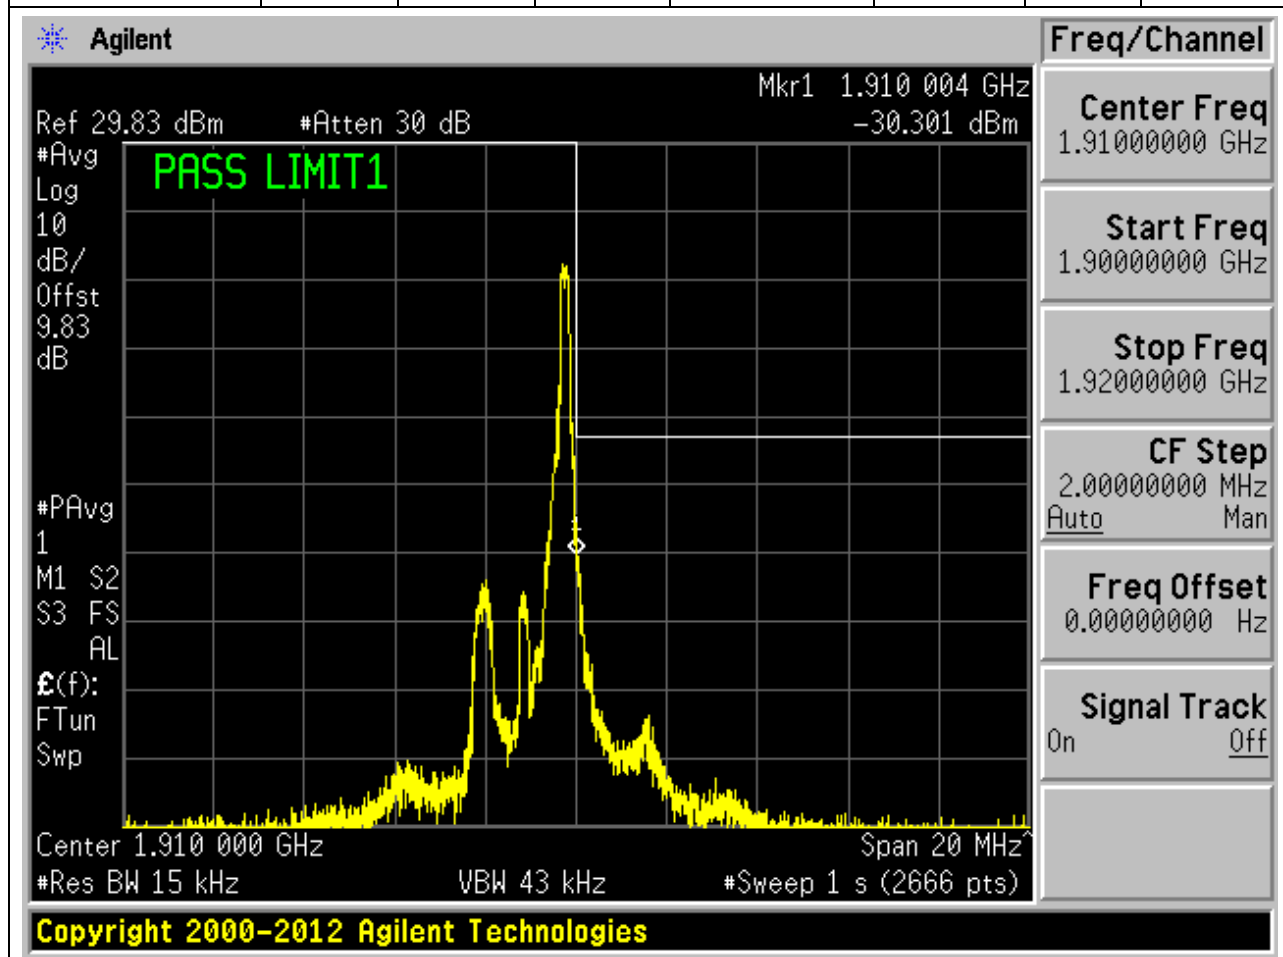 Agilent
Freq/Channel
Mkr1 1.910 004 GHz
Ref 29.83 dBm #Atten 30 dB -30.301 dBm
#Avg
Log
10
dB/
Offst
9.83
dB
PASS LIMIT1
1
#PAvg
1
M1 S2
S3 FS
AL
£(f):
FTun
Swp
Center 1.910 000 GHz Span 20 MHz^
#Res BW 15 kHz VBW 43 kHz #Sweep 1 s (2666 pts)
Copyright 2000-2012 Agilent Technologies
Center Freq
1.91000000 GHz
Start Freq
1.90000000 GHz
Stop Freq
1.92000000 GHz
CF Step
2.00000000 MHz
Auto Man
Freq Offset
0.00000000 Hz
Signal Track
On Off